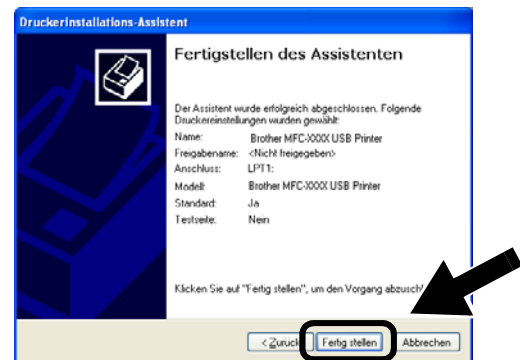 Druckerinstallations-Assistent
Fertigstellen des Assistenten
Der Assistent wurde erfolgreich abgeschlossen. Folgende
Druckereinstellungen wurden gewählt:
Name: Brother MFC-XXXX USB Printer
Freigabename: <Nicht freigegeben>
Anschluss: LPT1:
Modell: Brother MFC-XXXX USB Printer
Standard: Ja
Testseite: Nein
Klicken Sie auf "Fertig stellen", um den Vorgang
< Zurück Fertig stellen Abbrechen